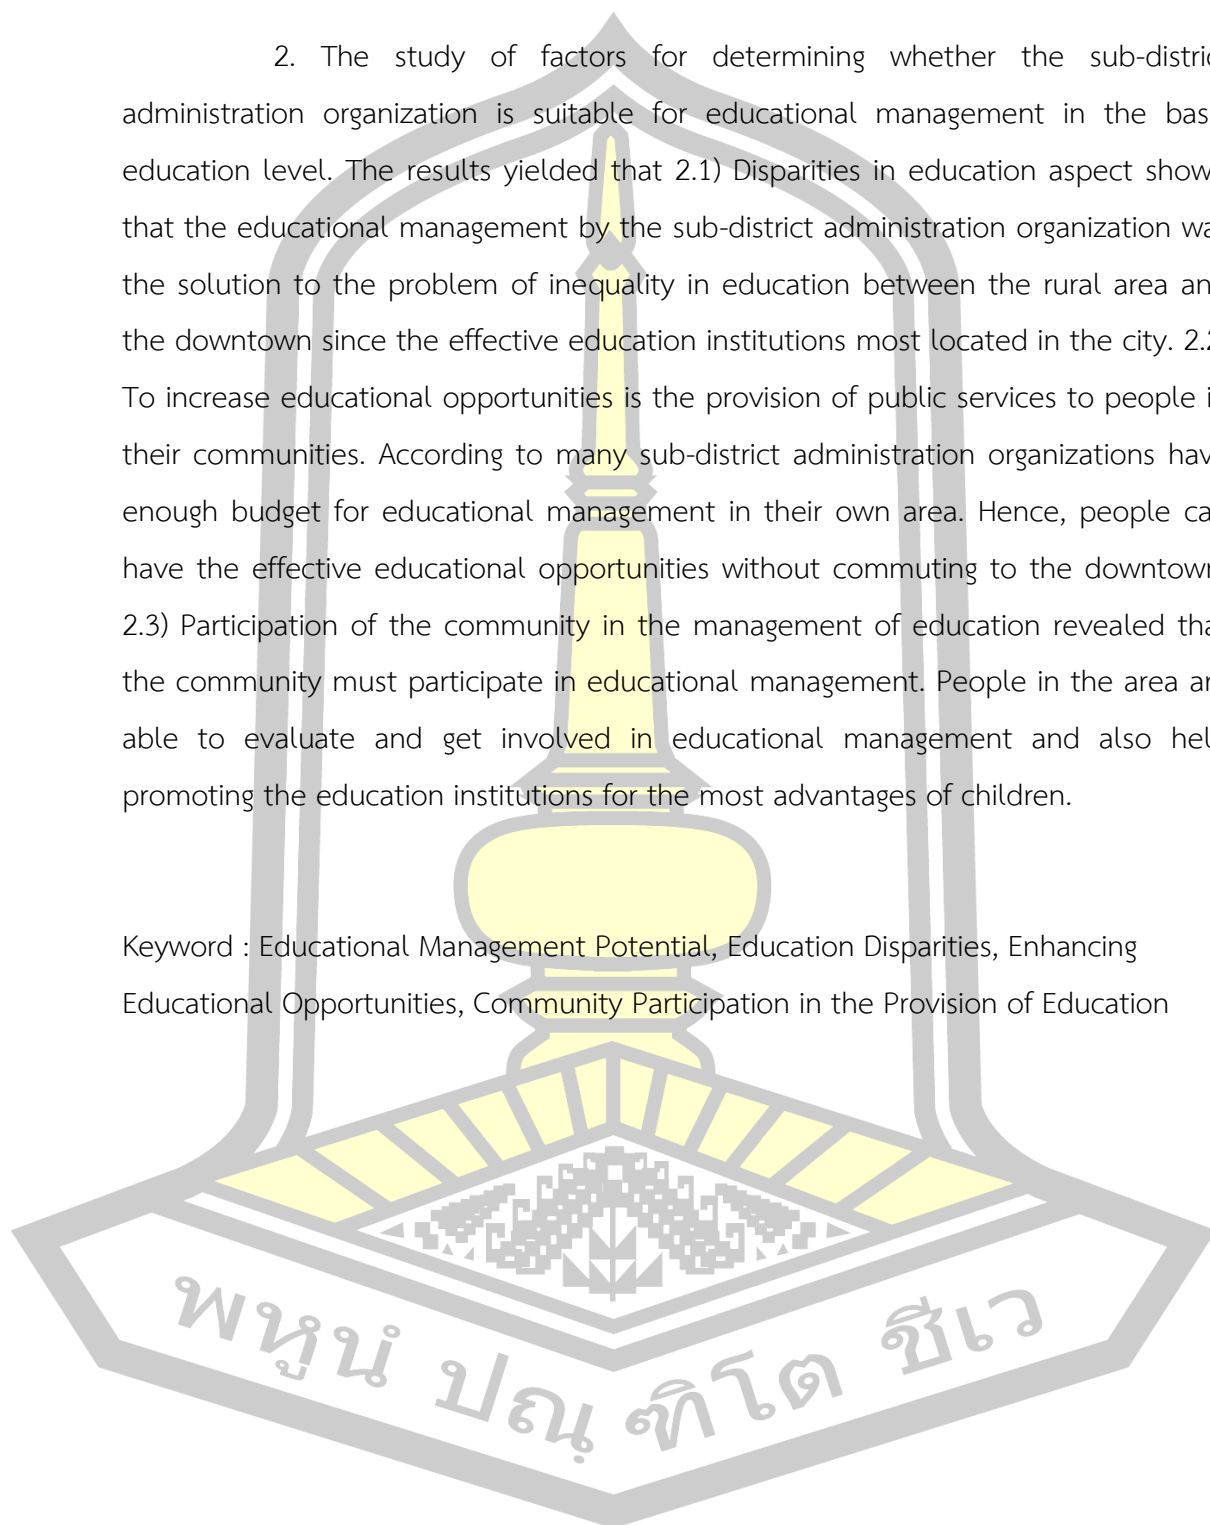 2. The study of factors for determining whether the sub-distric
administration organization is suitable for educational management in the bas
education level. The results yielded that 2.1) Disparities in education aspect show
that the educational management by the sub-district administration organization wa
the solution to the problem of inequality in education between the rural area an
the downtown since the effective education institutions most located in the city. 2.2
To increase educational opportunities is the provision of public services to people i
their communities. According to many sub-district administration organizations hav
enough budget for educational management in their own area. Hence, people ca
have the effective educational opportunities without commuting to the downtown
2.3) Participation of the community in the management of education revealed tha
the community must participate in educational management. People in the area ar
able to evaluate and get involved in educational management and also hel
promoting the education institutions for the most advantages of children.
Keyword : Educational Management Potential, Education Disparities, Enhancing
Educational Opportunities, Community Participation in the Provision of Education
พหูนํ ปณฺฑิโต ชีเว